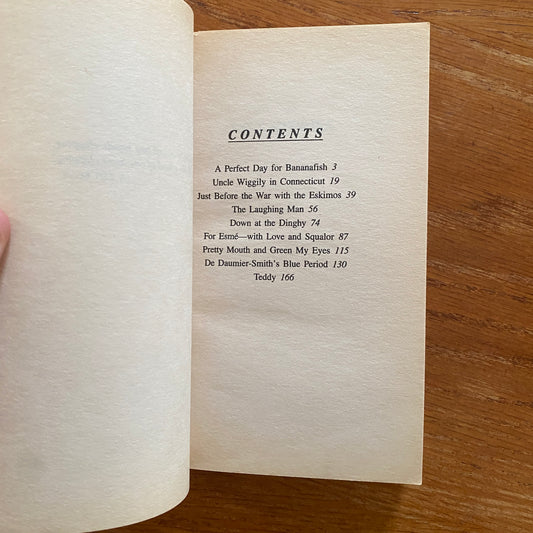 CONTENTS
A Perfect Day for Bananafish 3
Uncle Wiggily in Connecticut 19
Just Before the War with the Eskimos 39
The Laughing Man 56
Down at the Dinghy 74
For Esmé—with Love and Squalor 87
Pretty Mouth and Green My Eyes 115
De Daumier-Smith's Blue Period 130
Teddy 166